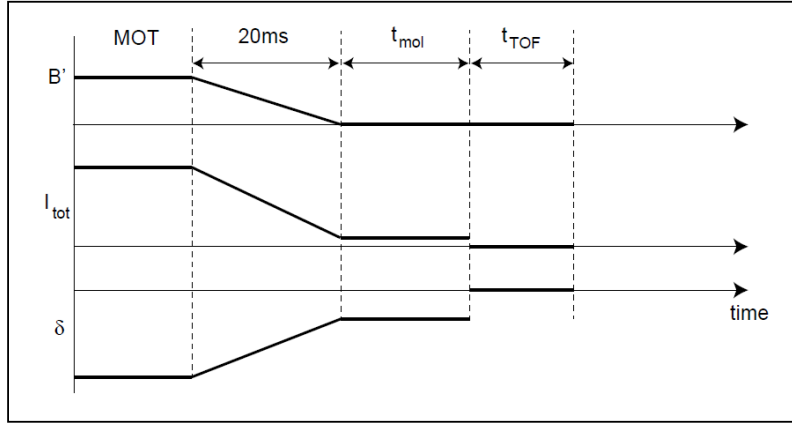 MOT 20ms t_mol t_TOF
B'
I_tot
δ
time